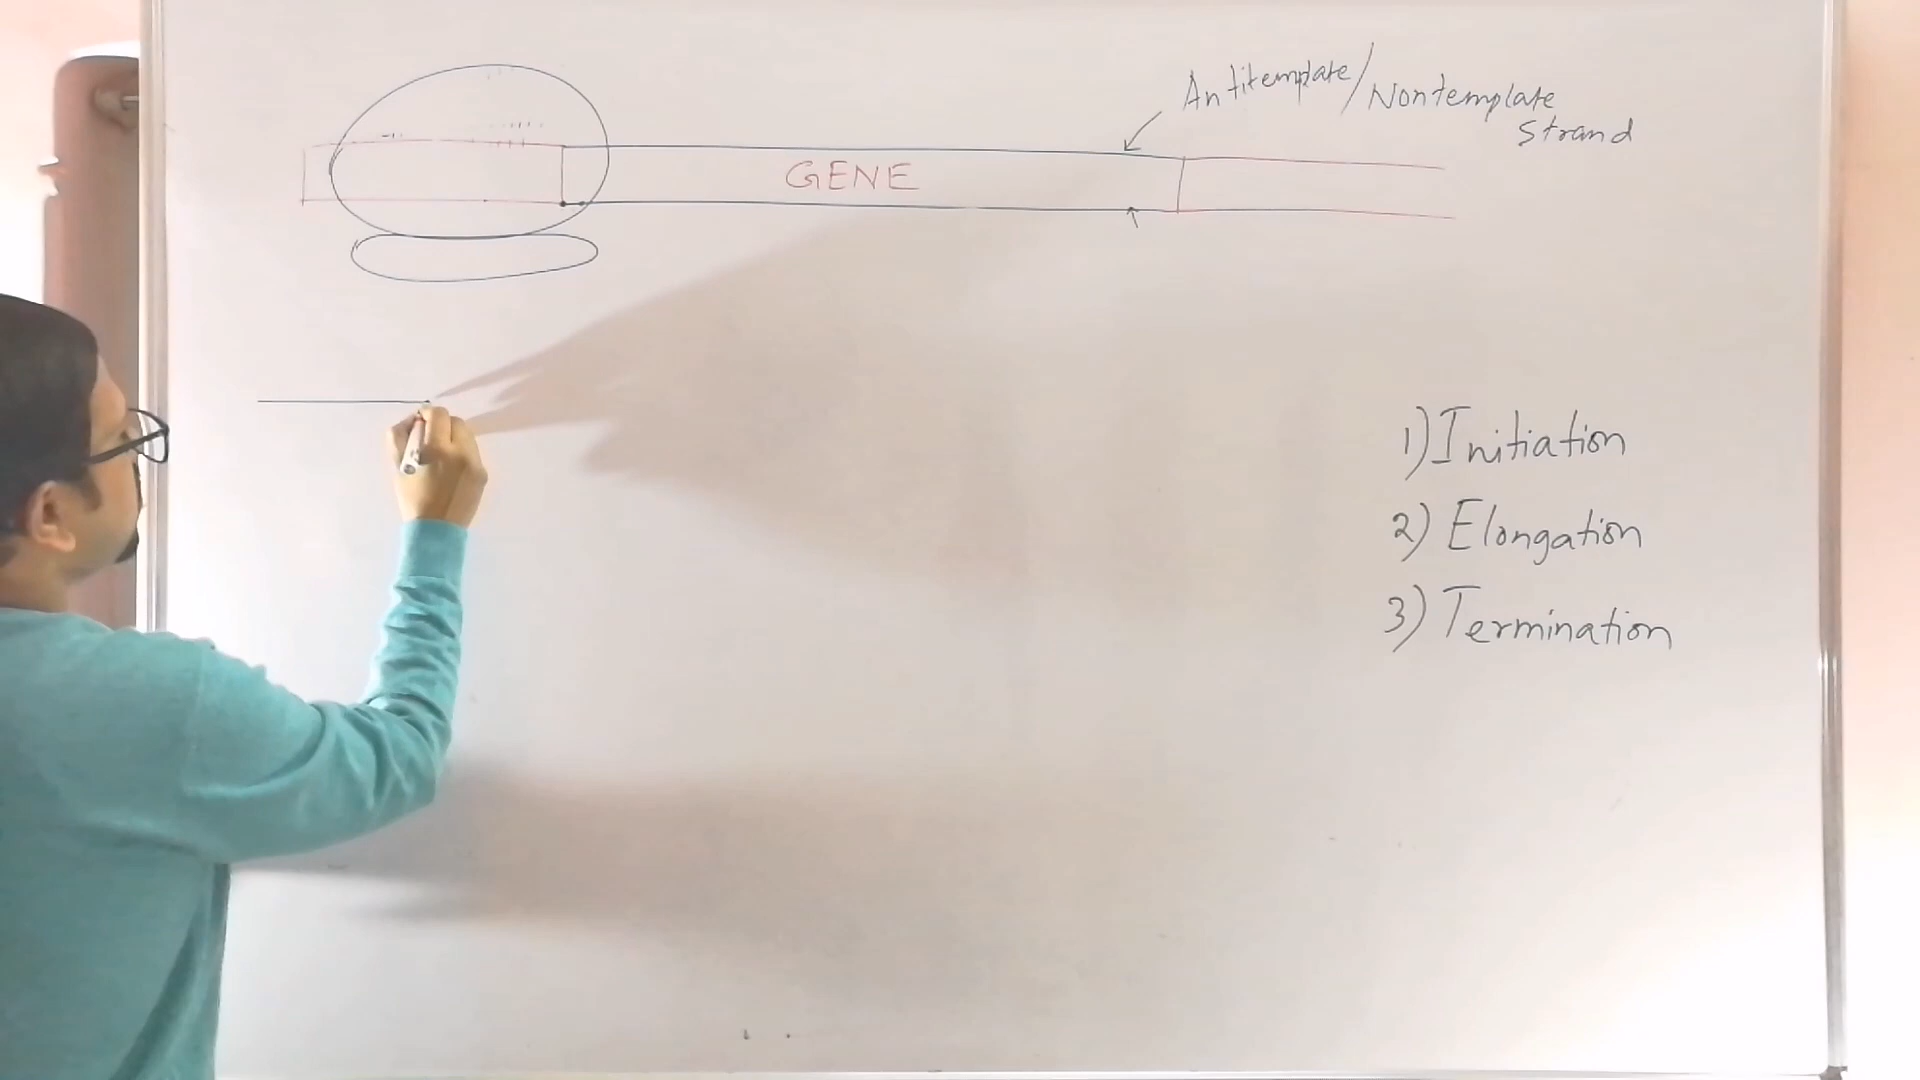 Antitemplate/Nontemplate
Strand
GENE
1) Initiation
2) Elongation
3) Termination